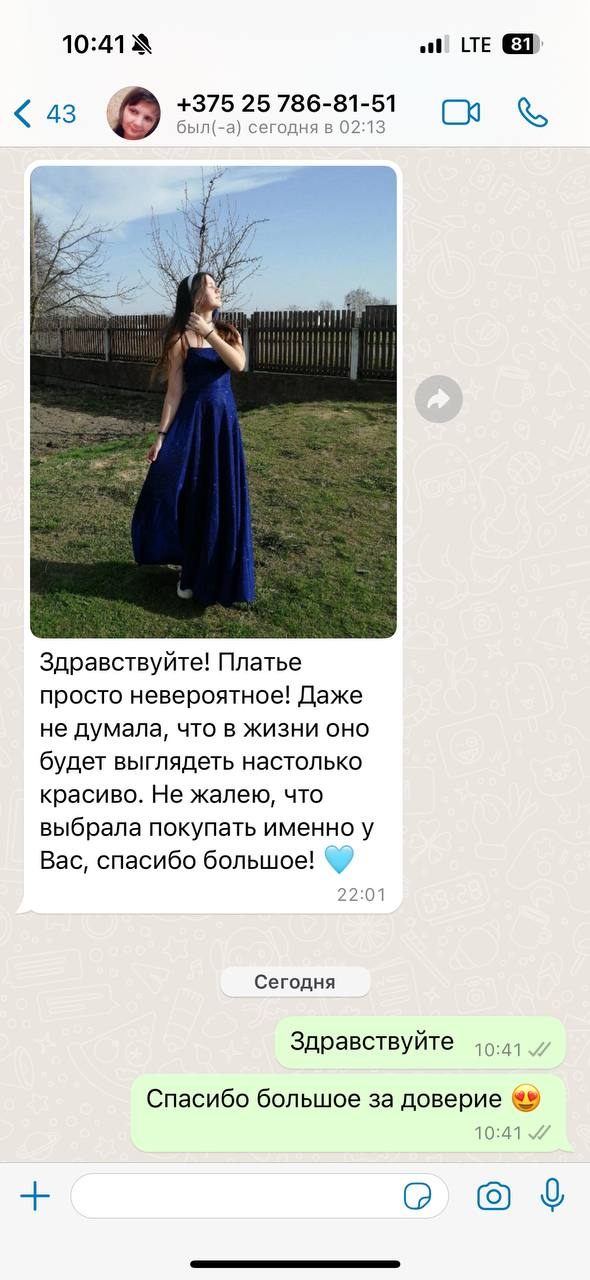 10:41
LTE
81
43
+375 25 786-81-51
был(-а) сегодня в 02:13
Здравствуйте! Платье
просто невероятное! Даже
не думала, что в жизни оно
будет выглядеть настолько
красиво. Не жалею, что
выбрала покупать именно у
Вас, спасибо большое! 🩵
22:01
Сегодня
Здравствуйте
10:41
Спасибо большое за доверие 😍
10:41